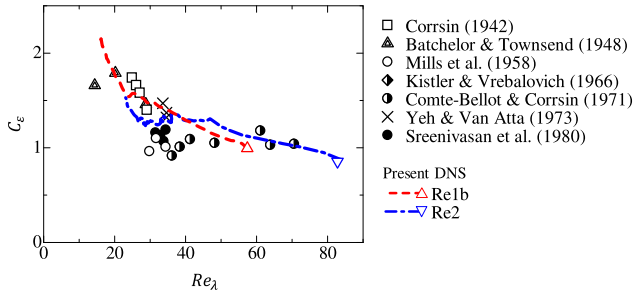 2
1
0
C_ε
0
20
40
60
80
Re_λ
Corrsin (1942)
Batchelor & Townsend (1948)
Mills et al. (1958)
Kistler & Vrebalovich (1966)
Comte-Bellot & Corrsin (1971)
Yeh & Van Atta (1973)
Sreenivasan et al. (1980)
Present DNS
Re1b
Re2